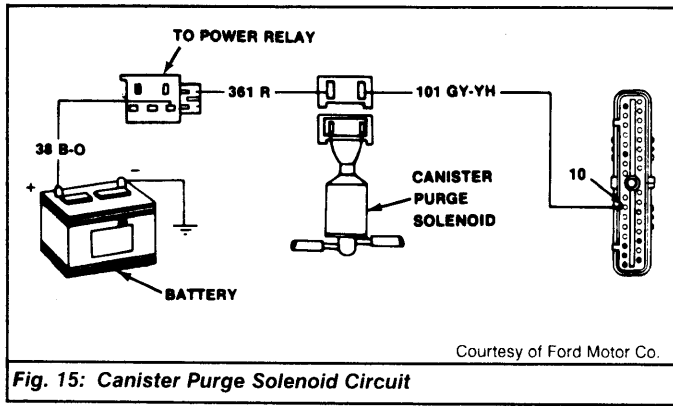 TO POWER RELAY
361 R
101 GY-YH
38 B-O
+
–
10
CANISTER
PURGE
SOLENOID
BATTERY
Courtesy of Ford Motor Co.
Fig. 15: Canister Purge Solenoid Circuit